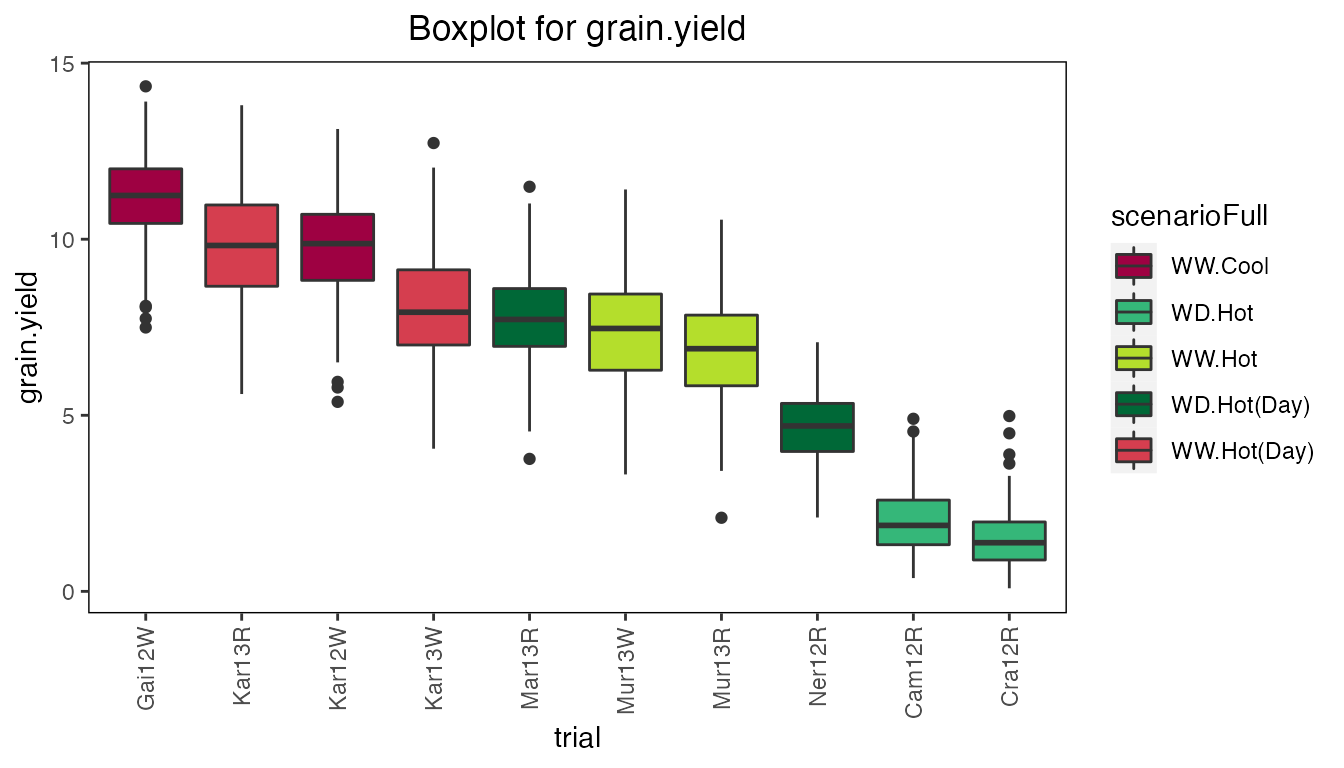 Boxplot for grain.yield
grain.yield
15
10
5
0
Gai12W
Kar13R
Kar12W
Kar13W
Mar13R
Mur13W
Mur13R
Ner12R
Cam12R
Cra12R
trial
scenarioFull
WW.Cool
WD.Hot
WW.Hot
WD.Hot(Day)
WW.Hot(Day)